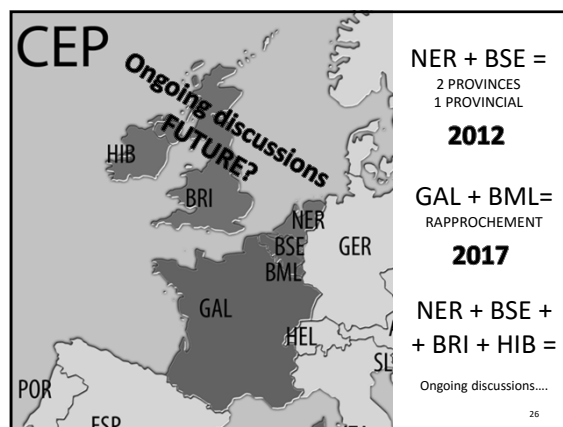 CEP
Ongoing discussions
FUTURE?
HIB
BRI
NER
BSE
GER
BML
GAL
HEL
SL
POR
ESP
NER + BSE =
2 PROVINCES
1 PROVINCIAL
2012
GAL + BML=
RAPPROCHEMENT
2017
NER + BSE +
+ BRI + HIB =
Ongoing discussions....
26